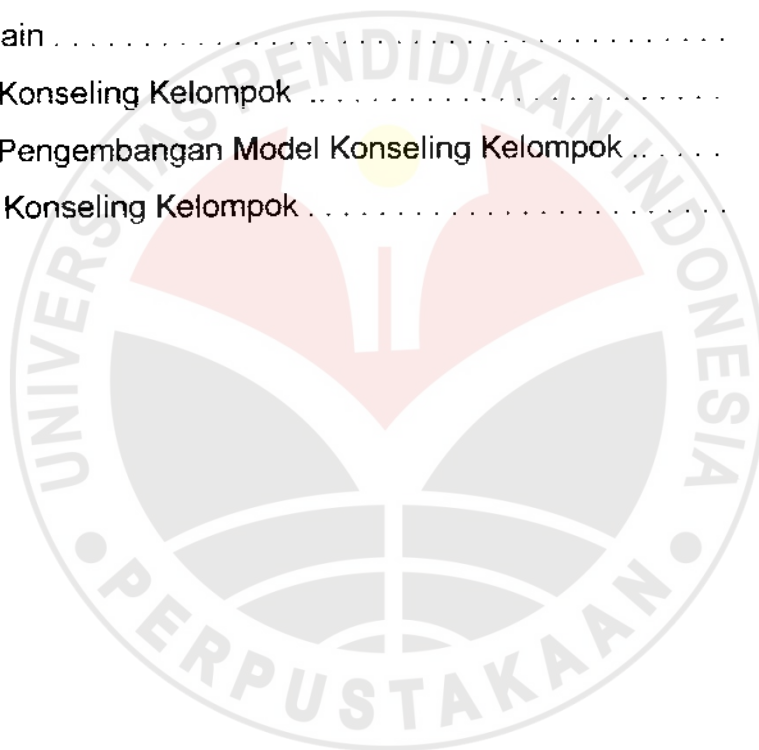 ain . . . . . . . . . . . . . . . . . . . . . . . . . . . . . . . . . . . . . .
Konseling Kelompok . . . . . . . . . . . . . . . . . . . . . . . .
Pengembangan Model Konseling Kelompok . . . . . .
Konseling Kelompok . . . . . . . . . . . . . . . . . . . . . . . .
UNIVERSITAS PENDIDIKAN INDONESIA
PERPUSTAKAAN